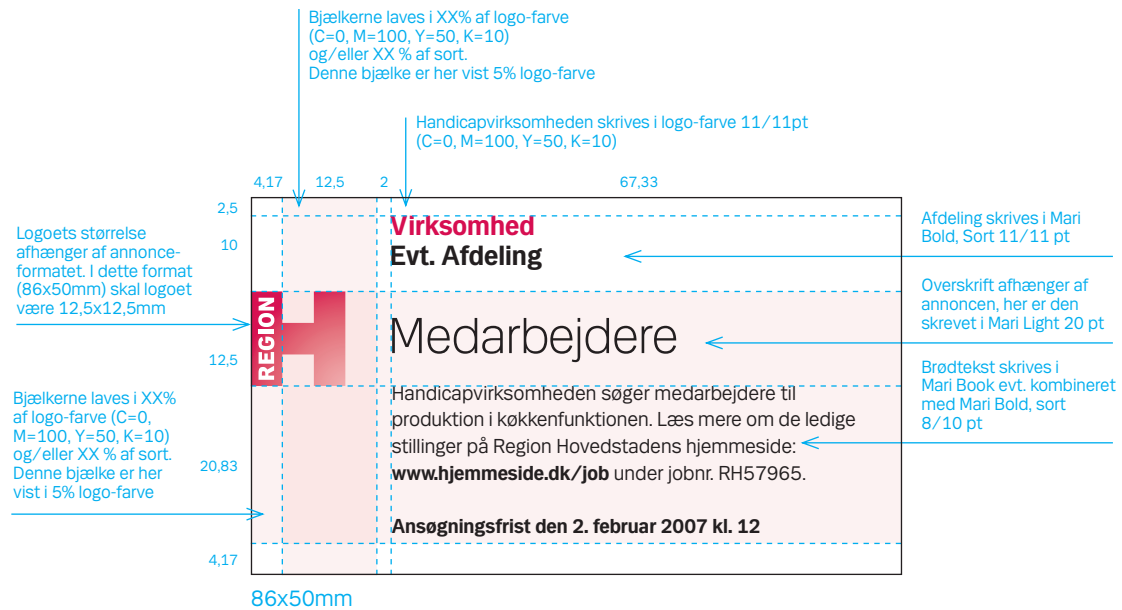 Bjælkerne laves i XX% af logo-farve
(C=0, M=100, Y=50, K=10)
og/eller XX % af sort.
Denne bjælke er her vist 5% logo-farve
Handicapvirksomheden skrives i logo-farve 11/11pt
(C=0, M=100, Y=50, K=10)
4,17 12,5 2 67,33
2,5
10
12,5
20,83
4,17
Logoets størrelse
afhænger af annonce-
formatet. I dette format
(86x50mm) skal logoet
være 12,5x12,5mm
Bjælkerne laves i XX%
af logo-farve (C=0,
M=100, Y=50, K=10)
og/eller XX % af sort.
Denne bjælke er her
vist i 5% logo-farve
Virksomhed
Evt. Afdeling
REGION
H
Medarbejdere
Handicapvirksomheden søger medarbejdere til
produktion i køkkenfunktionen. Læs mere om de ledige
stillinger på Region Hovedstadens hjemmeside:
www.hjemmeside.dk/job under jobnr. RH57965.
Ansøgningsfrist den 2. februar 2007 kl. 12
Afdeling skrives i Mari
Bold, Sort 11/11 pt
Overskrift afhænger af
annoncen, her er den
skrevet i Mari Light 20 pt
Brødtekst skrives i
Mari Book evt. kombineret
med Mari Bold, sort
8/10 pt
86x50mm